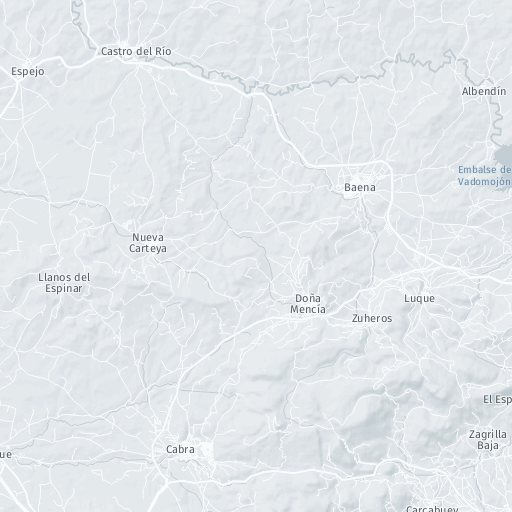 Castro del Río
Espejo
Albendín
Embalse de
Vadomojón
Baena
Nueva
Carteya
Llanos del
Espinar
Doña
Mencía
Luque
Zuheros
El Esp
Zagrilla
Baja
Cabra
ue
Carcabuey